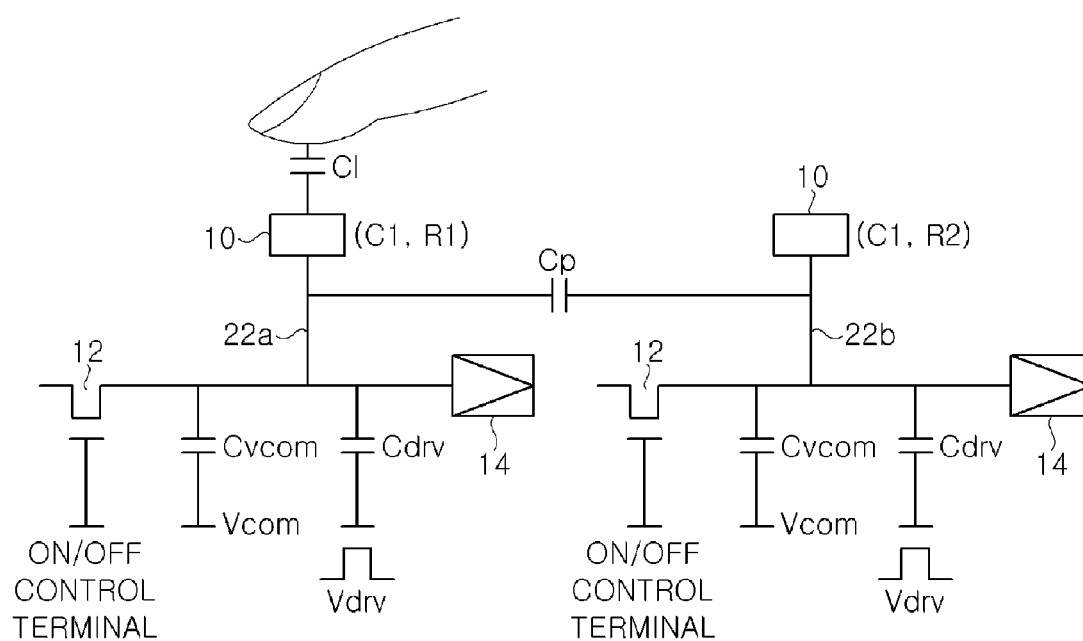 Cl
10
10
(C1, R1)
(C1, R2)
Cp
22a
22b
12
12
Cvcom
Cdrv
14
Cvcom
Cdrv
14
Vcom
Vcom
ON/OFF
CONTROL
TERMINAL
Vdrv
ON/OFF
CONTROL
TERMINAL
Vdrv